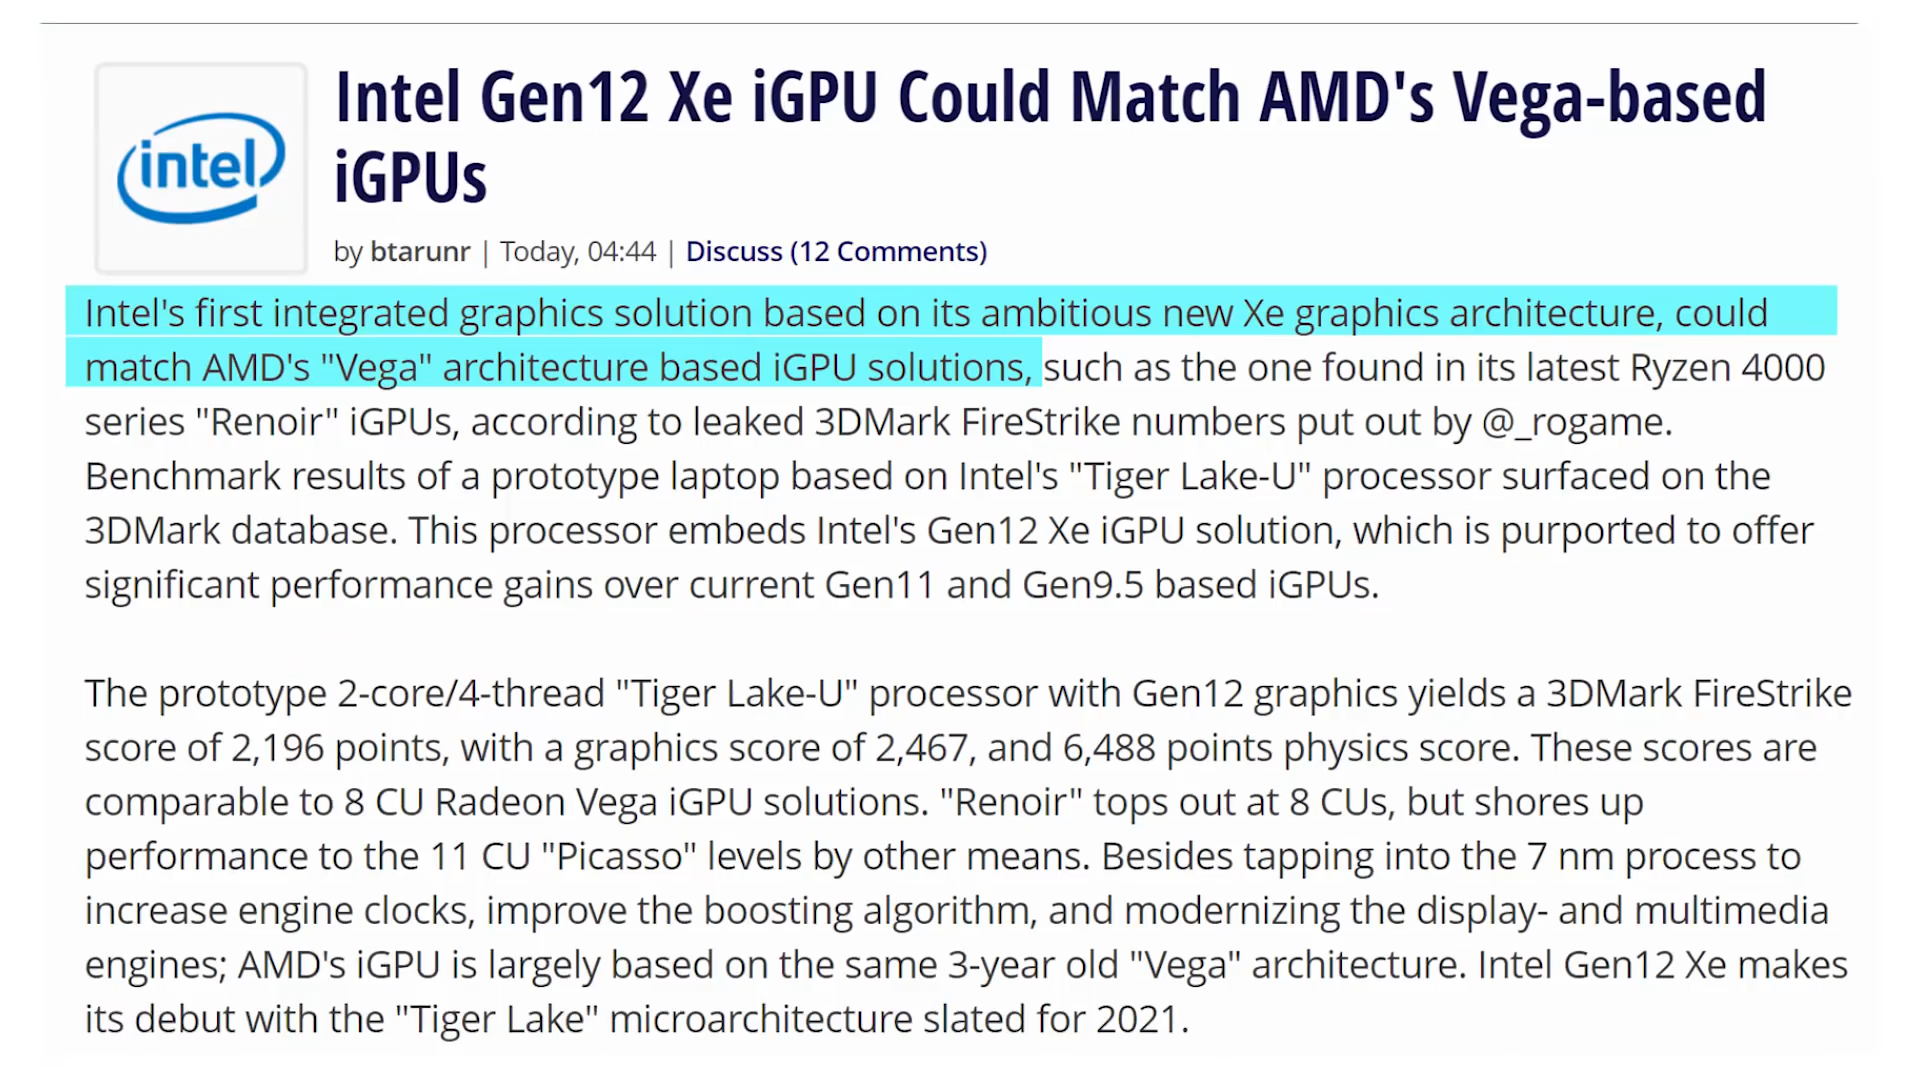 intel
Intel Gen12 Xe iGPU Could Match AMD's Vega-based
iGPUs
by btarunr | Today, 04:44 | Discuss (12 Comments)
Intel's first integrated graphics solution based on its ambitious new Xe graphics architecture, could
match AMD's "Vega" architecture based iGPU solutions, such as the one found in its latest Ryzen 4000
series "Renoir" iGPUs, according to leaked 3DMark FireStrike numbers put out by @_rogame.
Benchmark results of a prototype laptop based on Intel's "Tiger Lake-U" processor surfaced on the
3DMark database. This processor embeds Intel's Gen12 Xe iGPU solution, which is purported to offer
significant performance gains over current Gen11 and Gen9.5 based iGPUs.
The prototype 2-core/4-thread "Tiger Lake-U" processor with Gen12 graphics yields a 3DMark FireStrike
score of 2,196 points, with a graphics score of 2,467, and 6,488 points physics score. These scores are
comparable to 8 CU Radeon Vega iGPU solutions. "Renoir" tops out at 8 CUs, but shores up
performance to the 11 CU "Picasso" levels by other means. Besides tapping into the 7 nm process to
increase engine clocks, improve the boosting algorithm, and modernizing the display- and multimedia
engines; AMD's iGPU is largely based on the same 3-year old "Vega" architecture. Intel Gen12 Xe makes
its debut with the "Tiger Lake" microarchitecture slated for 2021.